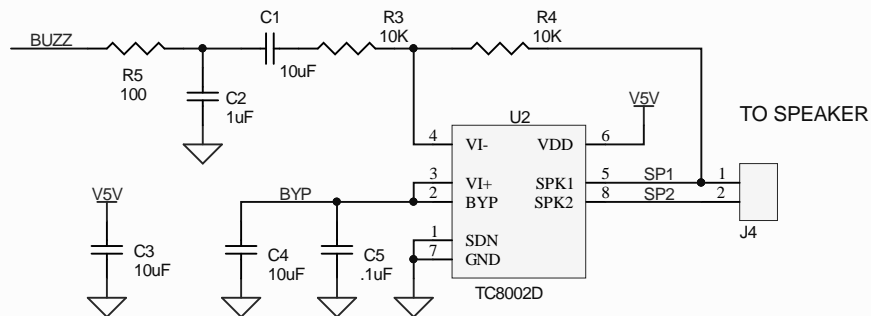 C1
R3
10K
R4
10K
BUZZ
R5
100
10uF
C2
1uF
U2
V5V
TO SPEAKER
4
VI-
VDD
6
3
VI+
SPK1
5
SP1
1
BYP
2
BYP
SPK2
8
SP2
2
V5V
1
SDN
J4
C3
10uF
C4
10uF
C5
.1uF
7
GND
TC8002D